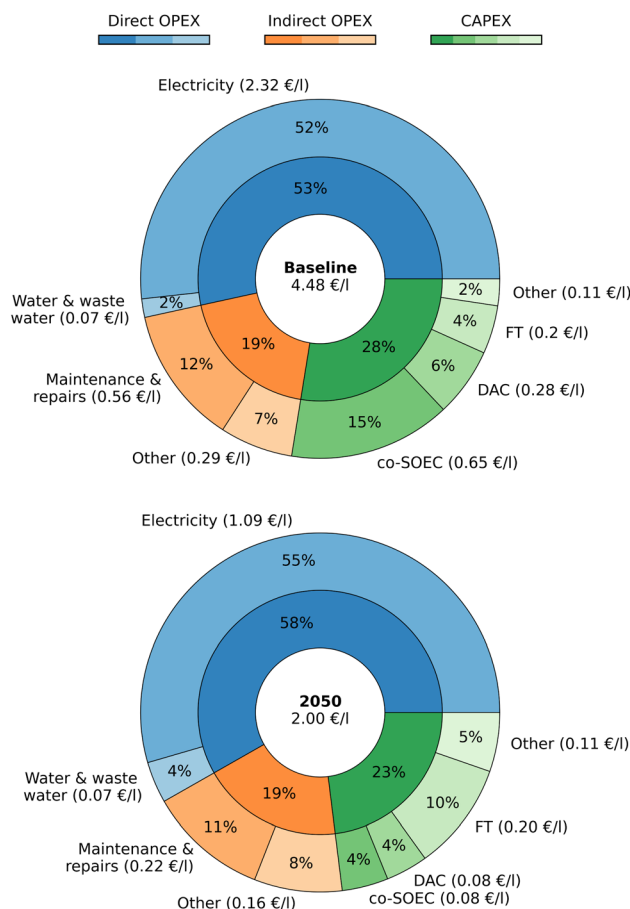 Direct OPEX
Indirect OPEX
CAPEX
Electricity (2.32 €/l)
52%
53%
Baseline
4.48 €/l
Water & waste
water (0.07 €/l)
2%
Other (0.11 €/l)
2%
FT (0.2 €/l)
4%
19%
28%
Maintenance &
repairs (0.56 €/l)
12%
6%
DAC (0.28 €/l)
7%
15%
Other (0.29 €/l)
co-SOEC (0.65 €/l)
Electricity (1.09 €/l)
55%
58%
2050
2.00 €/l
5%
Other (0.11 €/l)
Water & waste
water (0.07 €/l)
4%
19%
23%
10%
FT (0.20 €/l)
Maintenance &
repairs (0.22 €/l)
11%
8%
4%
4%
DAC (0.08 €/l)
co-SOEC (0.08 €/l)
Other (0.16 €/l)